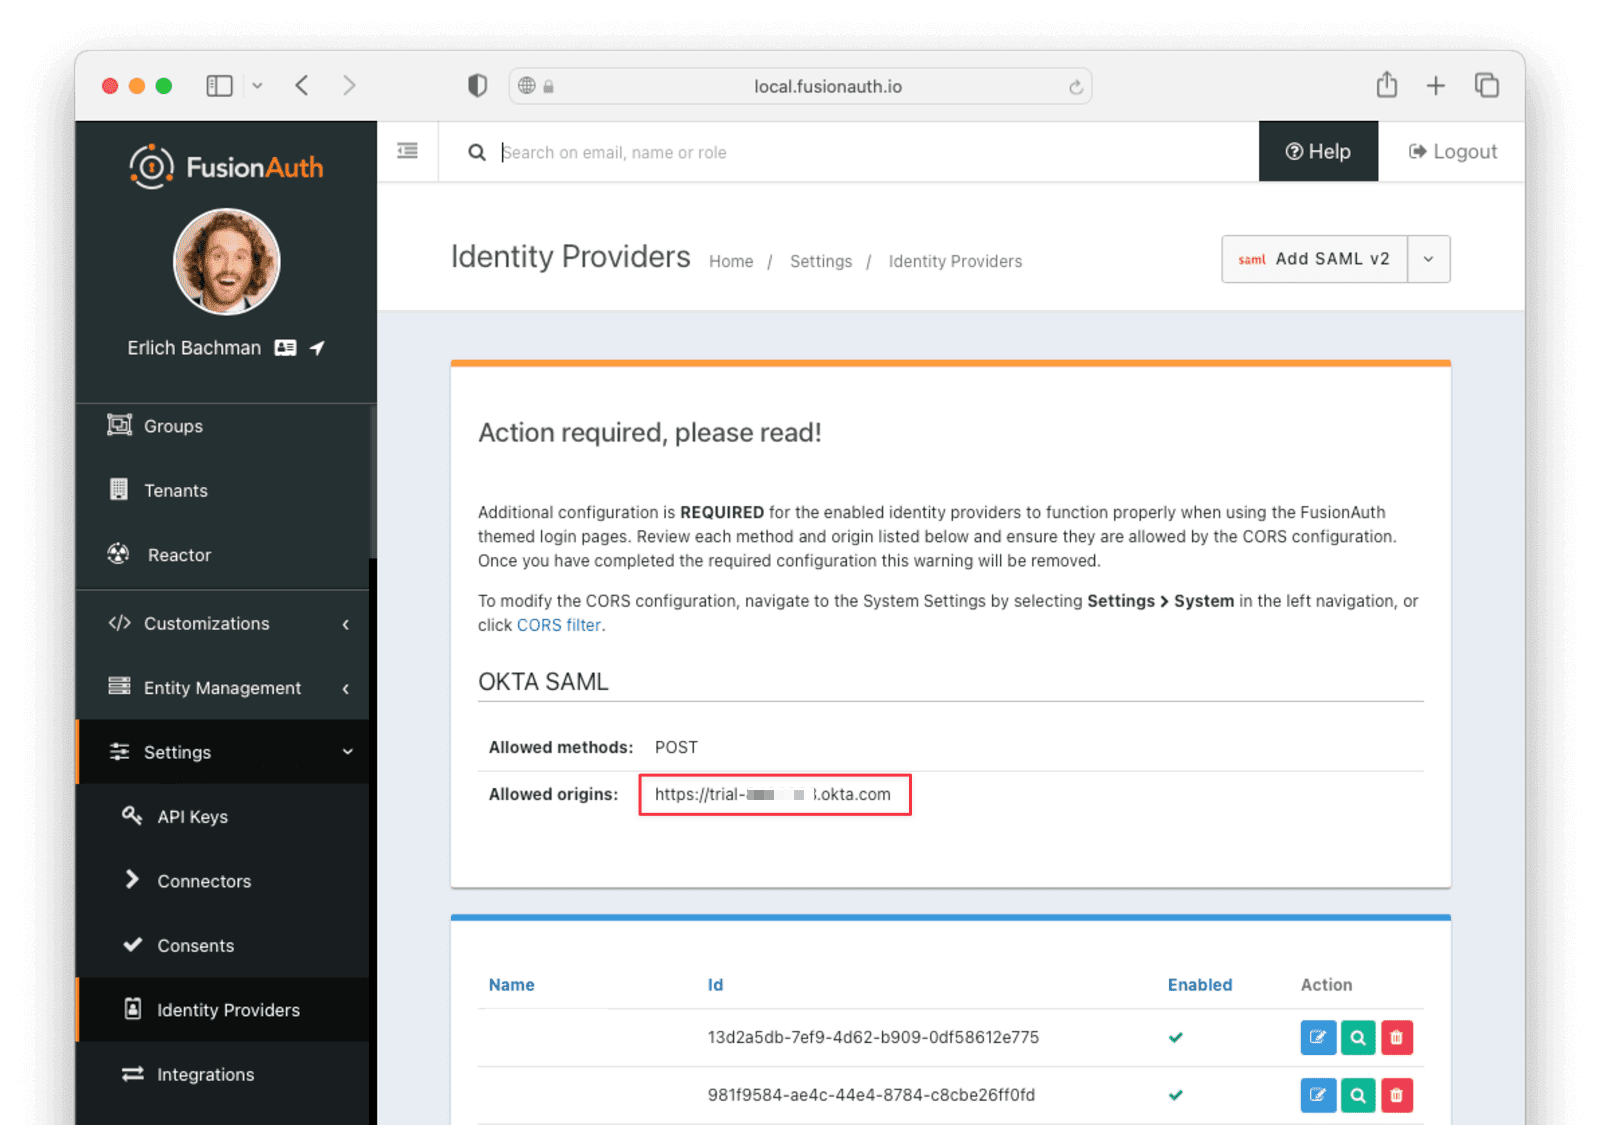 local.fusionauth.io
FusionAuth
Search on email, name or role
Help
Logout
Erlich Bachman
Groups
Tenants
Reactor
Customizations
Entity Management
Settings
API Keys
Connectors
Consents
Identity Providers
Integrations
Identity Providers
Home / Settings / Identity Providers
saml Add SAML v2
Action required, please read!
Additional configuration is REQUIRED for the enabled identity providers to function properly when using the FusionAuth
themed login pages. Review each method and origin listed below and ensure they are allowed by the CORS configuration.
Once you have completed the required configuration this warning will be removed.
To modify the CORS configuration, navigate to the System Settings by selecting Settings > System in the left navigation, or
click CORS filter.
OKTA SAML
Allowed methods: POST
Allowed origins: https://trial- .okta.com
Name Id Enabled Action
13d2a5db-7ef9-4d62-b909-0df58612e775
981f9584-ae4c-44e4-8784-c8cbe26ff0fd